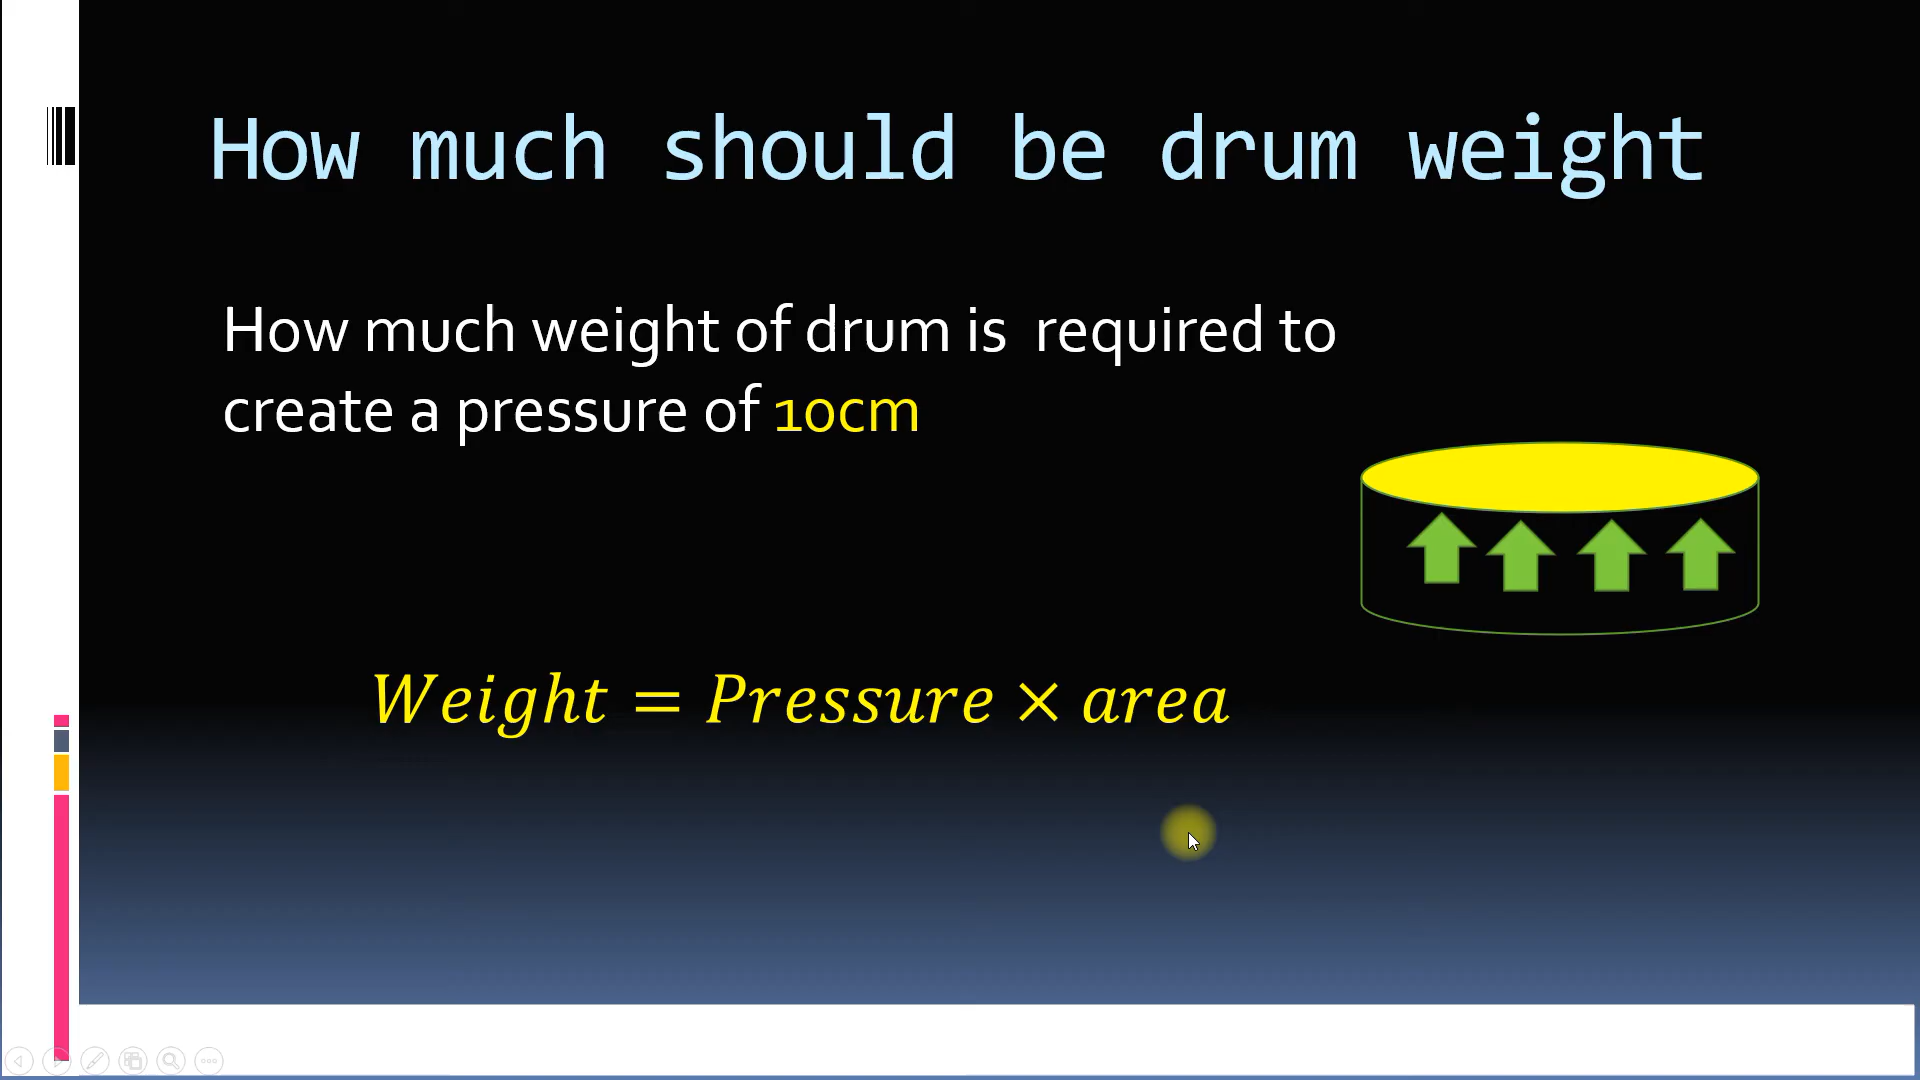 How much should be drum weight
How much weight of drum is required to
create a pressure of 10cm
Weight = Pressure × area